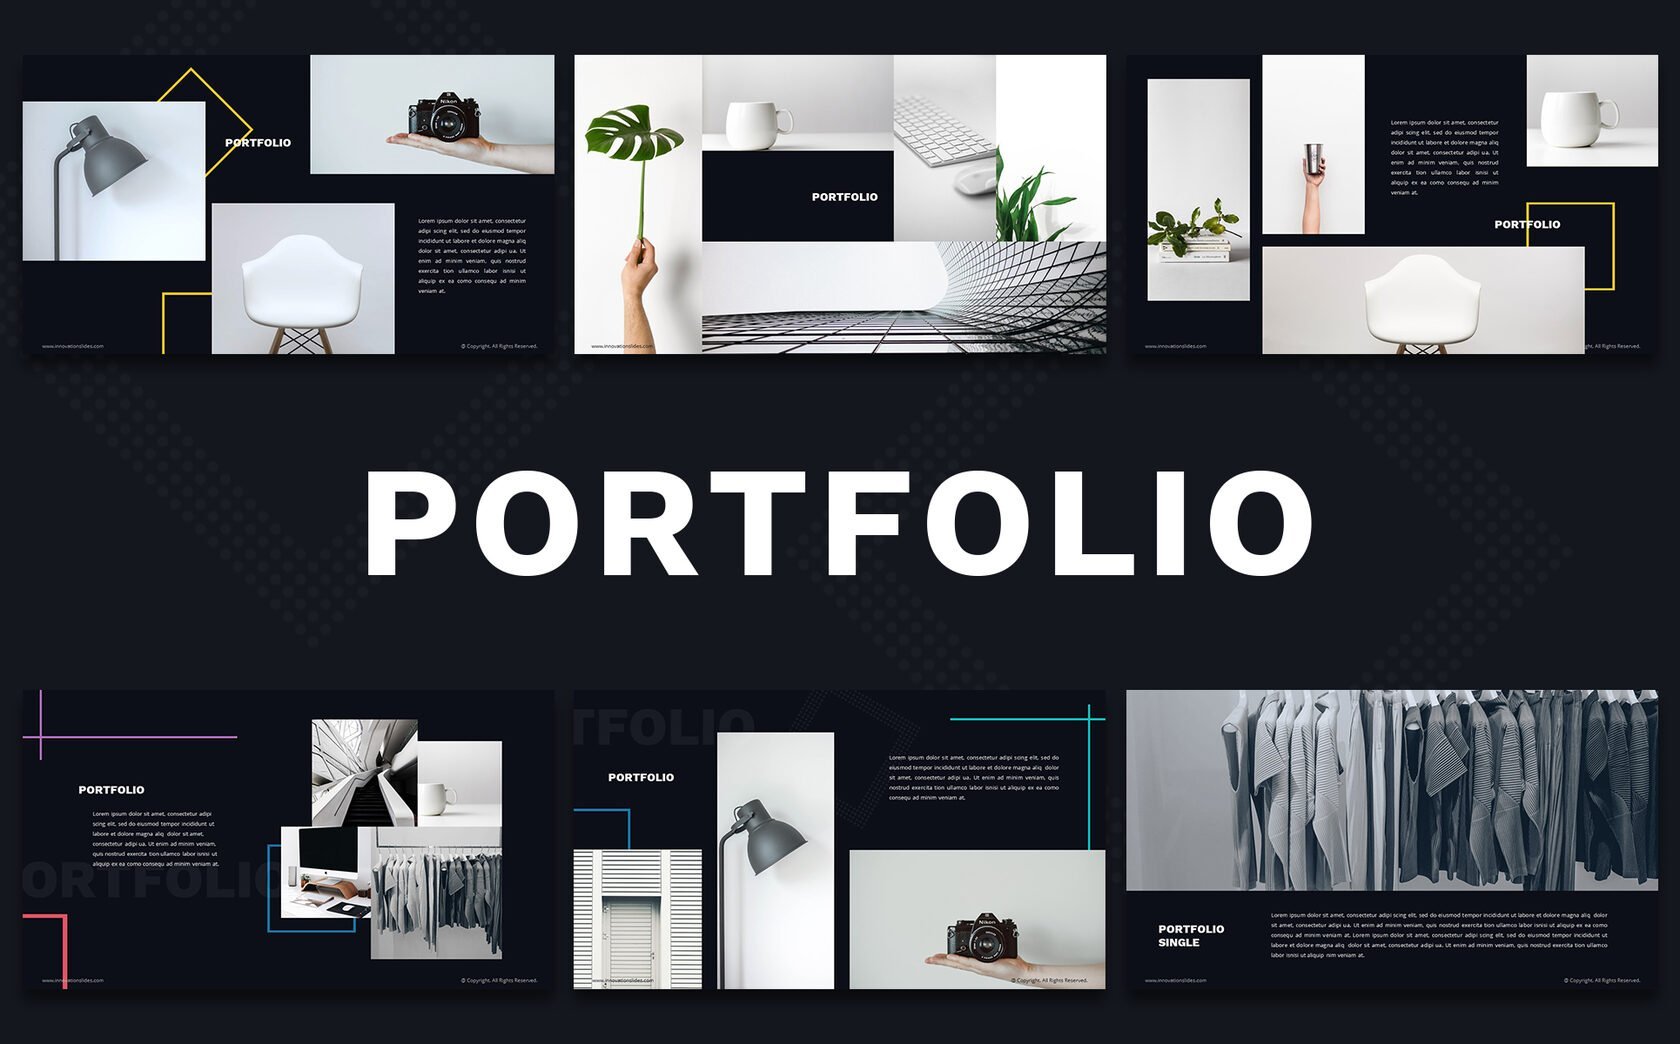 PORTFOLIO
Nikon
Lorem ipsum dolor sit amet, consectetur
adipi scing elit, sed do eiusmod tempor
incididunt ut labore et dolore magna aliq
dolor sit amet, consectetur adipi ua. Ut
enim ad minim veniam, quis nostrud
exercita tion ullamco labor isnisi ut
aliquip ex ea como consequ ad minim
veniam at.
www.innovationslides.com
© Copyright. All Rights Reserved.
PORTFOLIO
www.innovationslides.com
Lorem ipsum dolor sit amet, consectetur
adipi scing elit, sed do eiusmod tempor
incididunt ut labore et dolore magna aliq
dolor sit amet, consectetur adipi ua. Ut
enim ad minim veniam, quis nostrud
exercita tion ullamco labor isnisi ut
aliquip ex ea como consequ ad minim
veniam at.
PORTFOLIO
www.innovationslides.com
ght. All Rights Reserved.
PORTFOLIO
PORTFOLIO
Lorem ipsum dolor sit amet, consectetur adipi
scing elit, sed do eiusmod tempor incididunt ut
labore et dolore magna aliq dolor sit amet,
consectetur adipi ua. Ut enim ad minim veniam,
quis nostrud exercita tion ullamco labor isnisi ut
aliquip ex ea como consequ ad minim veniam at.
ORTFOLIO
www.innovationslides.com
© Copyright. All Rights Reserved.
TFOLIO
PORTFOLIO
Lorem ipsum dolor sit amet, consectetur adipi scing elit, sed do
eiusmod tempor incididunt ut labore et dolore magna aliq dolor
sit amet, consectetur adipi ua. Ut enim ad minim veniam, quis
nostrud exercita tion ullamco labor isnisi ut aliquip ex ea como
consequ ad minim veniam at.
Nikon
www.innovationslides.com
© Copyright. All Rights Reserved.
PORTFOLIO
SINGLE
Lorem ipsum dolor sit amet, consectetur adipi scing elit, sed do eiusmod tempor incididunt ut labore et dolore magna aliq dolor
sit amet, consectetur adipi ua. Ut enim ad minim veniam, quis nostrud exercita tion ullamco labor isnisi ut aliquip ex ea como
consequ ad minim veniam at. Lorem ipsum dolor sit amet, consectetur adipi scing elit, sed do eiusmod tempor incididunt ut
labore et dolore magna aliq dolor sit amet, consectetur adipi ua. Ut enim ad minim veniam, quis nostrud exercita tion ullamco
labor isnisi ut aliquip nim veniam at.
www.innovationslides.com
© Copyright. All Rights Reserved.